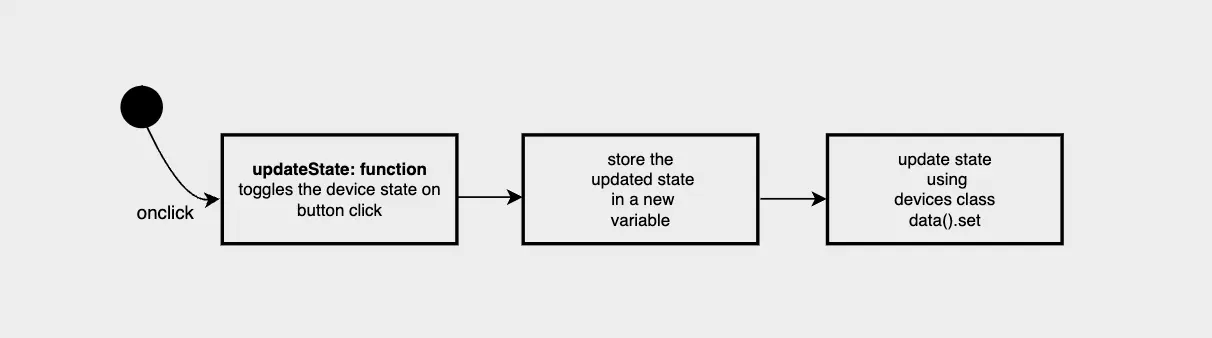 onclick
updateState: function
toggles the device state on
button click
store the
updated state
in a new
variable
update state
using
devices class
data().set